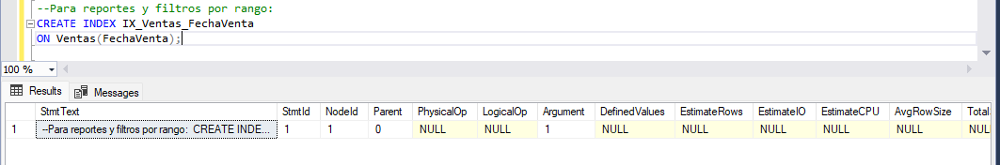 --Para reportes y filtros por rango:
CREATE INDEX IX_Ventas_FechaVenta
ON Ventas(FechaVenta);
100 %
Results Messages
StmtText StmtId NodeId Parent PhysicalOp LogicalOp Argument DefinedValues EstimateRows EstimateIO EstimateCPU AvgRowSize TotalS
1 --Para reportes y filtros por rango: CREATE INDE... 1 1 0 NULL NULL 1 NULL NULL NULL NULL NULL NULL